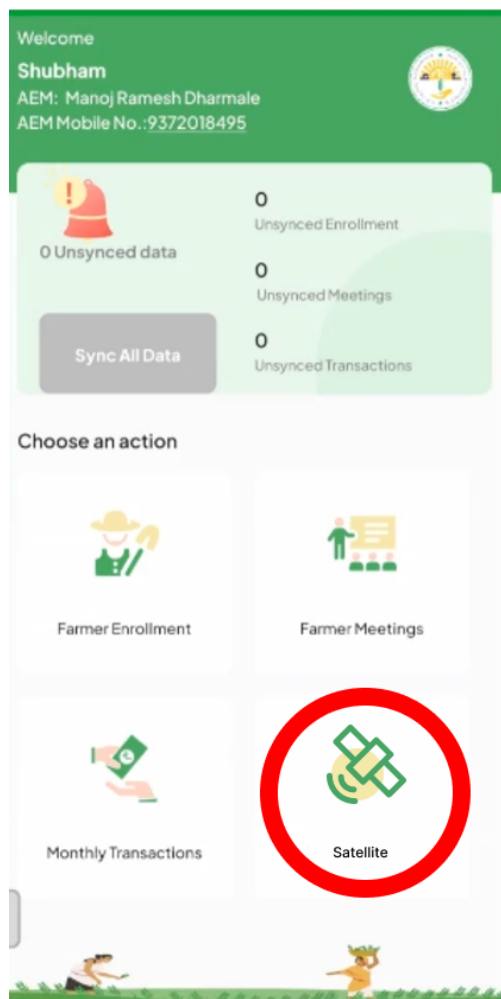 Welcome
Shubham
AEM: Manoj Ramesh Dharmale
AEM Mobile No.:9372018495
!
0 Unsynced data
0
Unsynced Enrollment
0
Unsynced Meetings
Sync All Data
0
Unsynced Transactions
Choose an action
Farmer Enrollment
Farmer Meetings
Monthly Transactions
Satellite